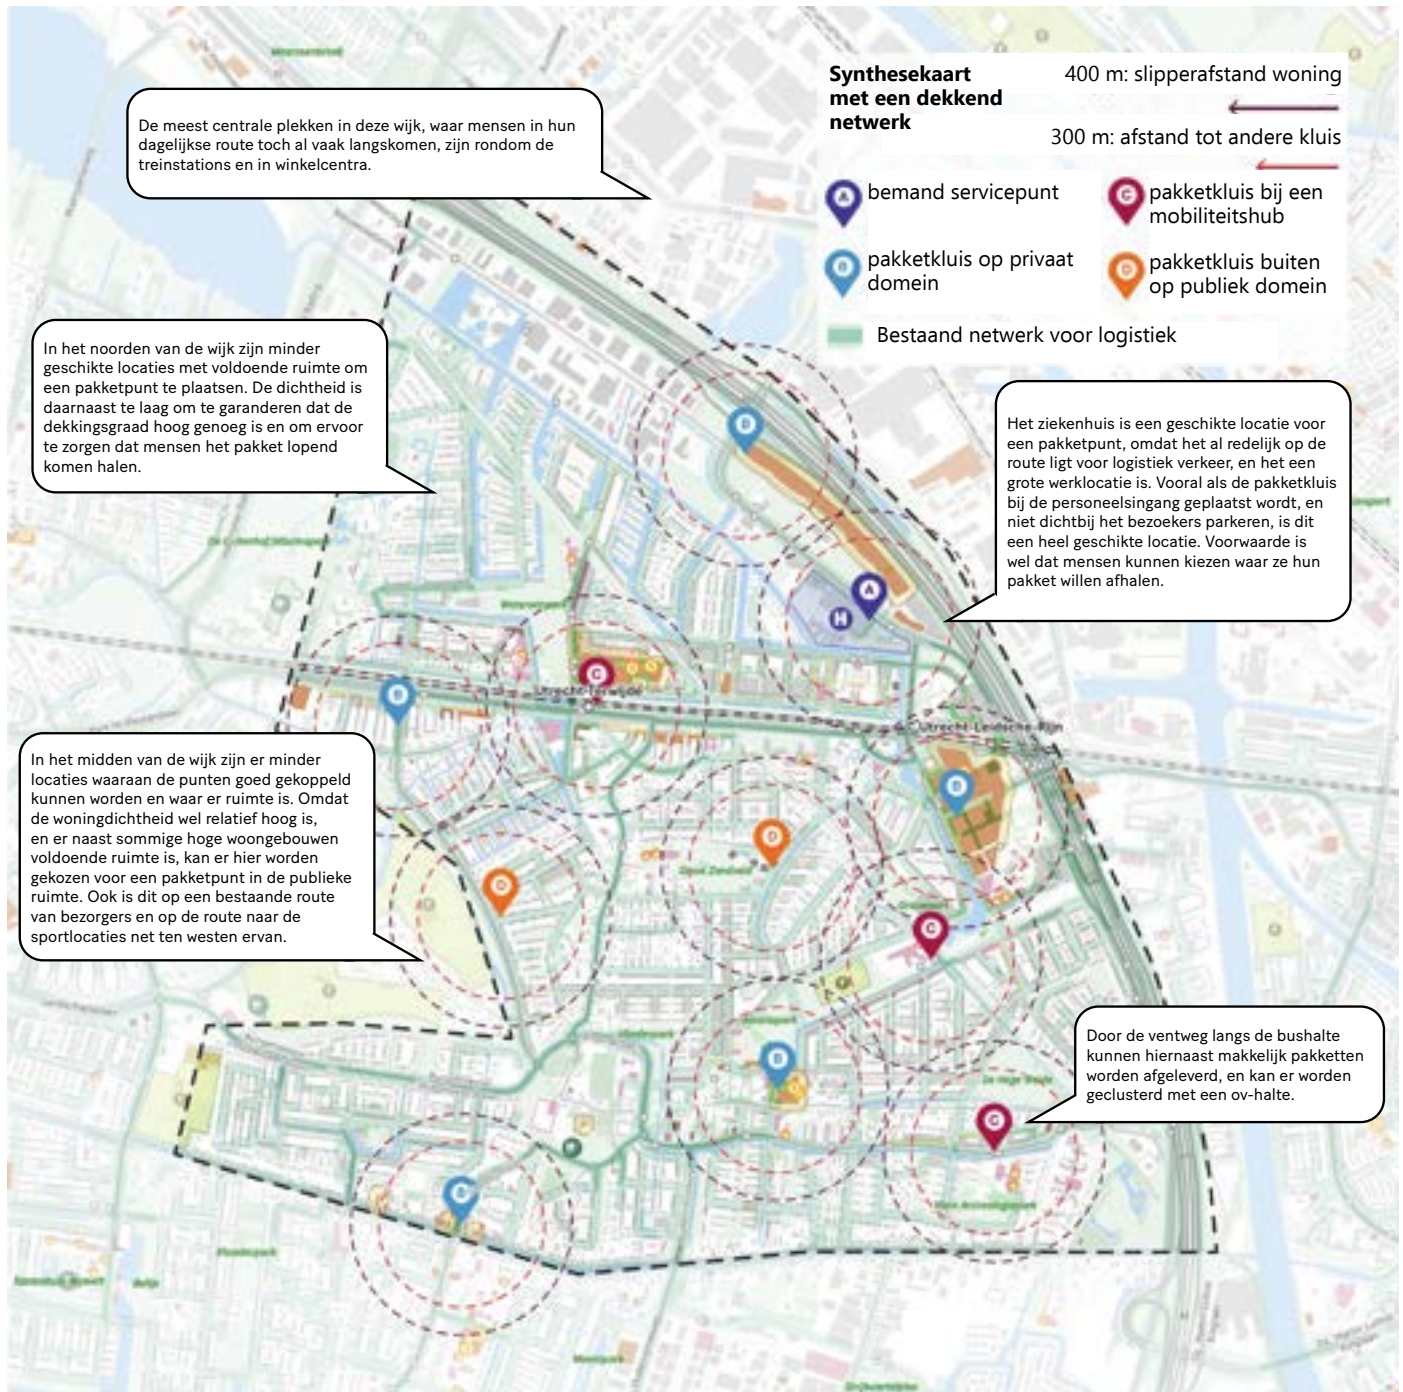 Synthesekaart
met een dekkend
netwerk
400 m: slipperafstand woning
300 m: afstand tot andere kluis
A
bemand servicepunt
C
pakketkluis bij een
mobiliteitshub
B
pakketkluis op privaat
domein
D
pakketkluis buiten
op publiek domein
Bestaand netwerk voor logistiek
De meest centrale plekken in deze wijk, waar mensen in hun
dagelijkse route toch al vaak langskomen, zijn rondom de
treinstations en in winkelcentra.
In het noorden van de wijk zijn minder
geschikte locaties met voldoende ruimte om
een pakketpunt te plaatsen. De dichtheid is
daarnaast te laag om te garanderen dat de
dekkingsgraad hoog genoeg is en om ervoor
te zorgen dat mensen het pakket lopend
komen halen.
Het ziekenhuis is een geschikte locatie voor
een pakketpunt, omdat het al redelijk op de
route ligt voor logistiek verkeer, en het een
grote werklocatie is. Vooral als de pakketkluis
bij de personeelsingang geplaatst wordt, en
niet dichtbij het bezoekers parkeren, is dit
een heel geschikte locatie. Voorwaarde is
wel dat mensen kunnen kiezen waar ze hun
pakket willen afhalen.
B
A
H
C
B
Utrecht-Terwijde
Utrecht-Leidsche-Rijn
In het midden van de wijk zijn er minder
locaties waaraan de punten goed gekoppeld
kunnen worden en waar er ruimte is. Omdat
de woningdichtheid wel relatief hoog is,
en er naast sommige hoge woongebouwen
voldoende ruimte is, kan er hier worden
gekozen voor een pakketpunt in de publieke
ruimte. Ook is dit op een bestaande route
van bezorgers en op de route naar de
sportlocaties net ten westen ervan.
B
D
D
C
B
C
C
Door de ventweg langs de bushalte
kunnen hiernaast makkelijk pakketten
worden afgeleverd, en kan er worden
geclusterd met een ov-halte.